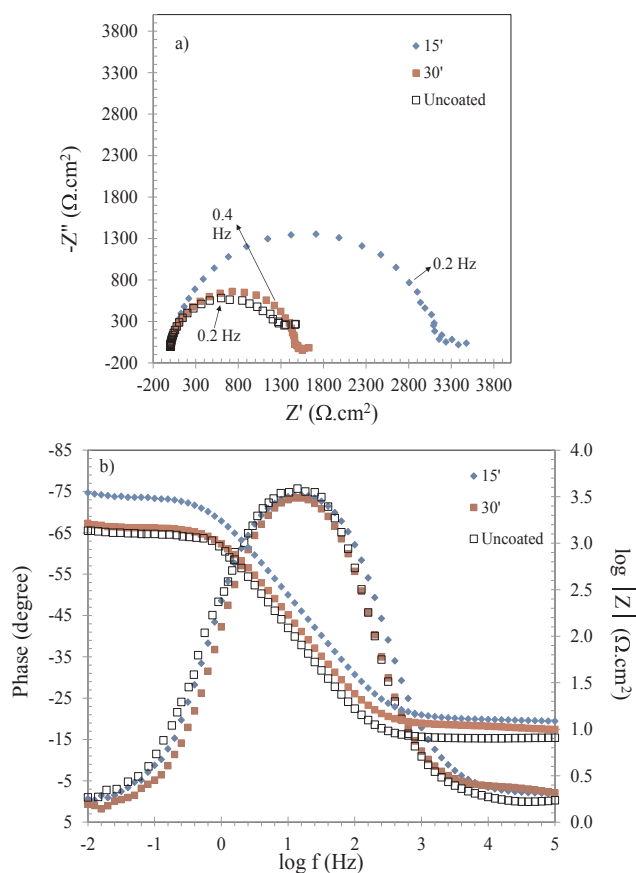 a)
15'
30'
Uncoated
3800
3300
2800
2300
1800
1300
800
300
-200
-Z'' (Ω.cm²)
0.4
Hz
0.2 Hz
0.2 Hz
-200 300 800 1300 1800 2300 2800 3300 3800
Z' (Ω.cm²)
b)
15'
30'
Uncoated
-85
-75
-65
-55
-45
-35
-25
-15
-5
5
Phase (degree)
4.0
3.5
3.0
2.5
2.0
1.5
1.0
0.5
0.0
log |Z| (Ω.cm²)
-2 -1 0 1 2 3 4 5
log f (Hz)